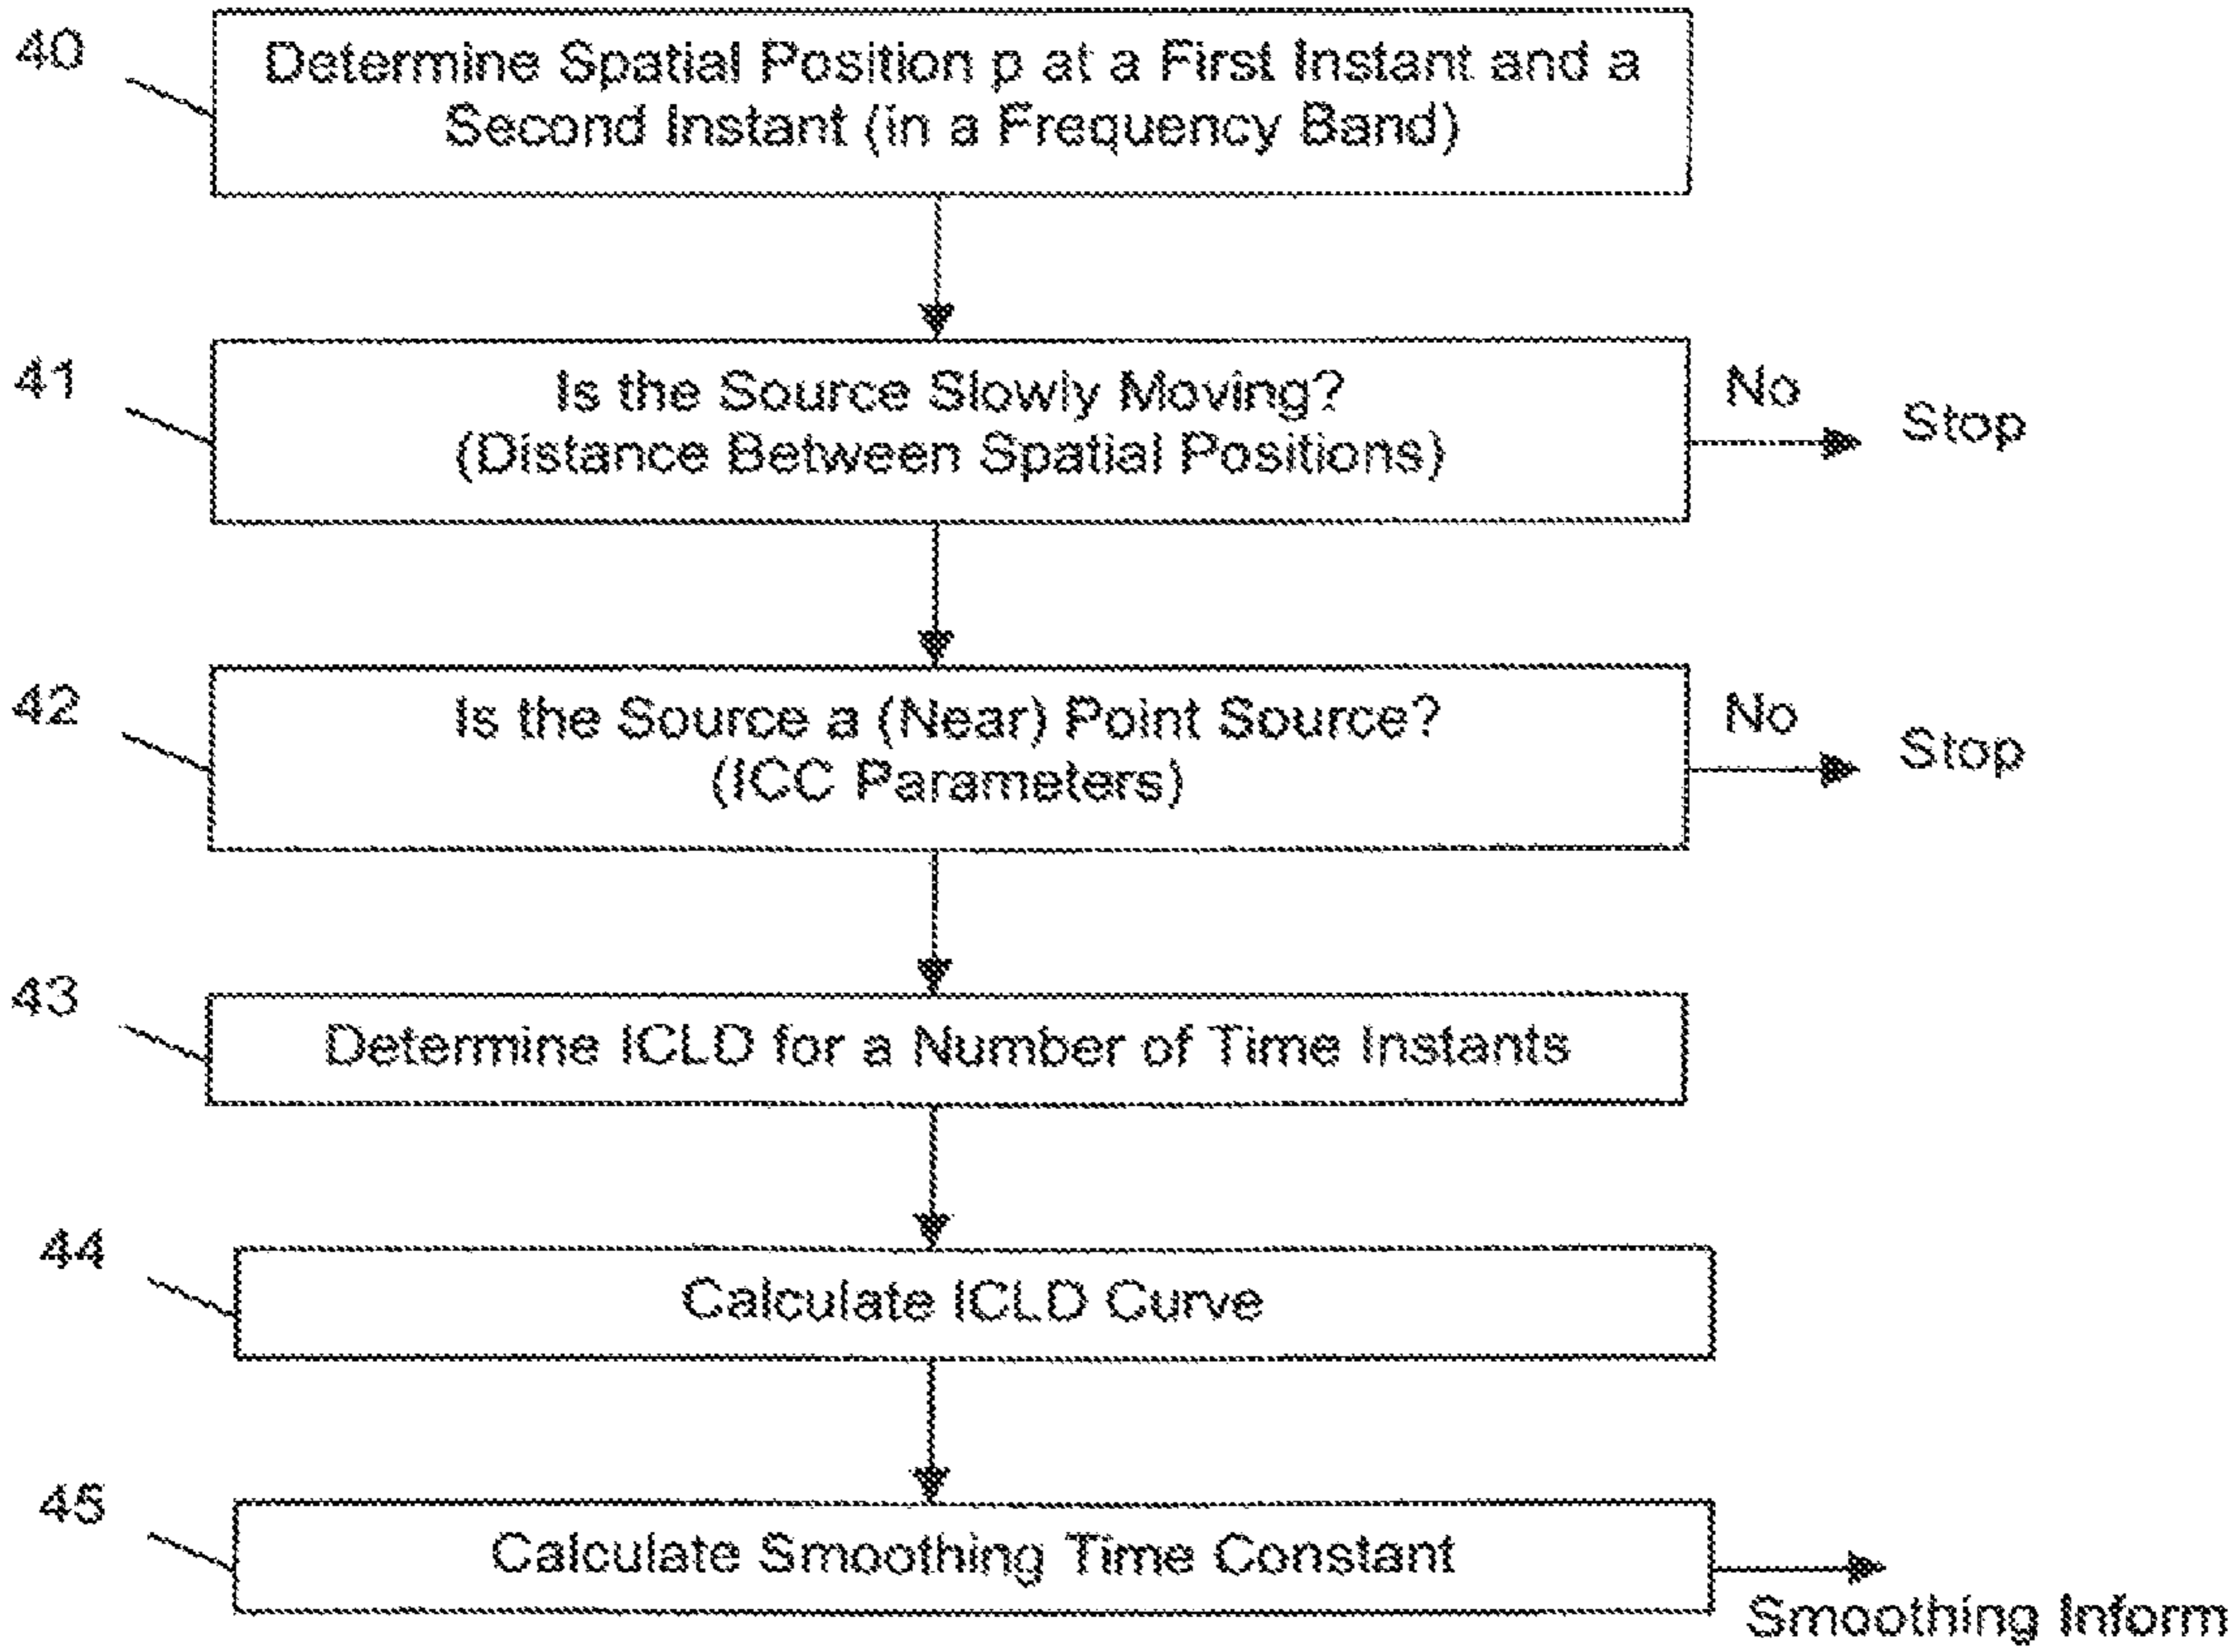 40
Determine Spatial Position p at a First Instant and a
Second Instant (in a Frequency Band)
41
Is the Source Slowly Moving?
(Distance Between Spatial Positions)
No
Stop
42
Is the Source a (Near) Point Source?
(ICC Parameters)
No
Stop
43
Determine ICLD for a Number of Time Instants
44
Calculate ICLD Curve
45
Calculate Smoothing Time Constant
Smoothing Inform